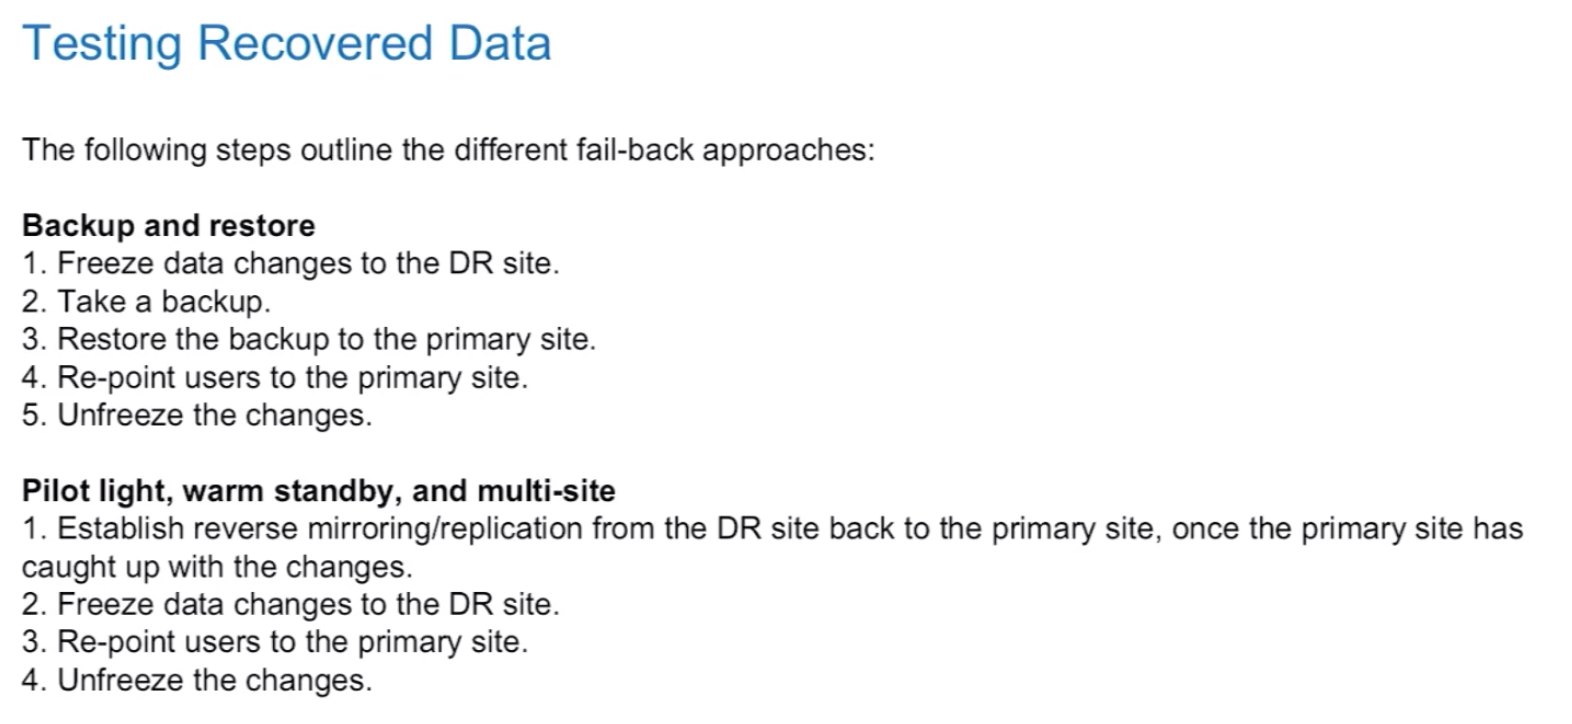 Testing Recovered Data
The following steps outline the different fail-back approaches:
Backup and restore
1. Freeze data changes to the DR site.
2. Take a backup.
3. Restore the backup to the primary site.
4. Re-point users to the primary site.
5. Unfreeze the changes.
Pilot light, warm standby, and multi-site
1. Establish reverse mirroring/replication from the DR site back to the primary site, once the primary site has
caught up with the changes.
2. Freeze data changes to the DR site.
3. Re-point users to the primary site.
4. Unfreeze the changes.